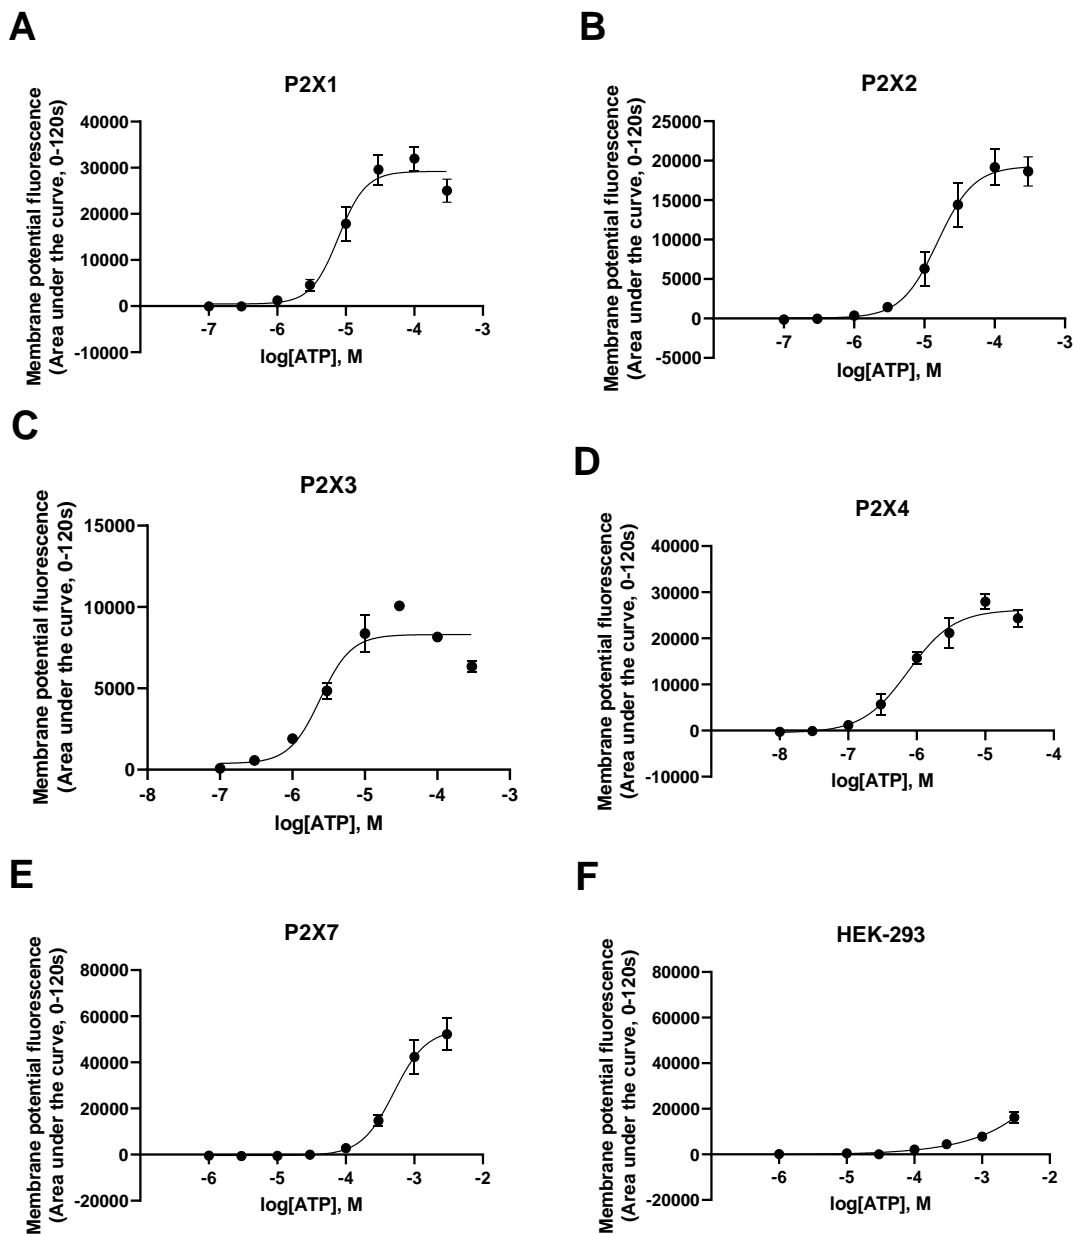 A
P2X1
Membrane potential fluorescence
(Area under the curve, 0-120s)
40000
30000
20000
10000
0
-10000
-7 -6 -5 -4 -3
log[ATP], M
B
P2X2
Membrane potential fluorescence
(Area under the curve, 0-120s)
25000
20000
15000
10000
5000
0
-5000
-7 -6 -5 -4 -3
log[ATP], M
C
P2X3
Membrane potential fluorescence
(Area under the curve, 0-120s)
15000
10000
5000
0
-8 -7 -6 -5 -4 -3
log[ATP], M
D
P2X4
Membrane potential fluorescence
(Area under the curve, 0-120s)
40000
30000
20000
10000
0
-10000
-8 -7 -6 -5 -4
log[ATP], M
E
P2X7
Membrane potential fluorescence
(Area under the curve, 0-120s)
80000
60000
40000
20000
0
-20000
-6 -5 -4 -3 -2
log[ATP], M
F
HEK-293
Membrane potential fluorescence
(Area under the curve, 0-120s)
80000
60000
40000
20000
0
-20000
-6 -5 -4 -3 -2
log[ATP], M